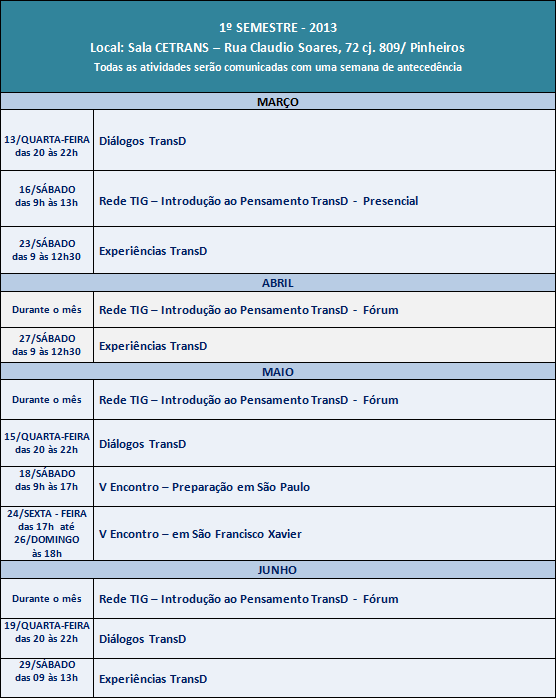 1º SEMESTRE - 2013
Local: Sala CETRANS – Rua Claudio Soares, 72 cj. 809/ Pinheiros
Todas as atividades serão comunicadas com uma semana de antecedência
MARÇO
13/QUARTA-FEIRA
das 20 às 22h
Diálogos TransD
16/SÁBADO
das 9h às 13h
Rede TIG – Introdução ao Pensamento TransD - Presencial
23/SÁBADO
das 9 às 12h30
Experiências TransD
ABRIL
Durante o mês
Rede TIG – Introdução ao Pensamento TransD - Fórum
27/SÁBADO
das 9 às 12h30
Experiências TransD
MAIO
Durante o mês
Rede TIG – Introdução ao Pensamento TransD - Fórum
15/QUARTA-FEIRA
das 20 às 22h
Diálogos TransD
18/SÁBADO
das 9h às 17h
V Encontro – Preparação em São Paulo
24/SEXTA - FEIRA
das 17h até
26/DOMINGO
às 18h
V Encontro – em São Francisco Xavier
JUNHO
Durante o mês
Rede TIG – Introdução ao Pensamento TransD - Fórum
19/QUARTA-FEIRA
das 20 às 22h
Diálogos TransD
29/SÁBADO
das 09 às 13h
Experiências TransD